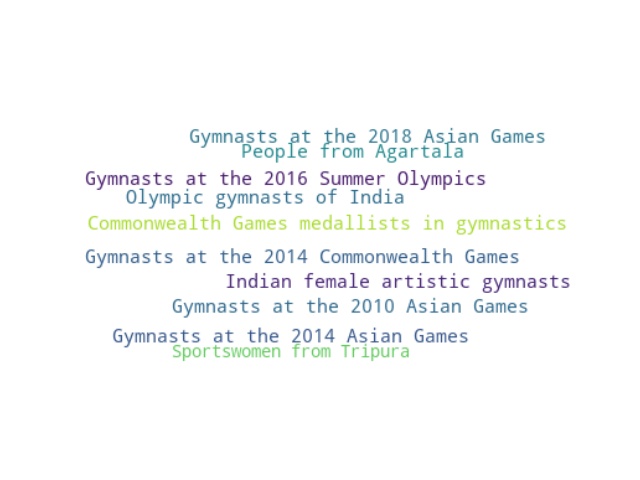 Gymnasts at the 2018 Asian Games
People from Agartala
Gymnasts at the 2016 Summer Olympics
Olympic gymnasts of India
Commonwealth Games medallists in gymnastics
Gymnasts at the 2014 Commonwealth Games
Indian female artistic gymnasts
Gymnasts at the 2010 Asian Games
Gymnasts at the 2014 Asian Games
Sportswomen from Tripura